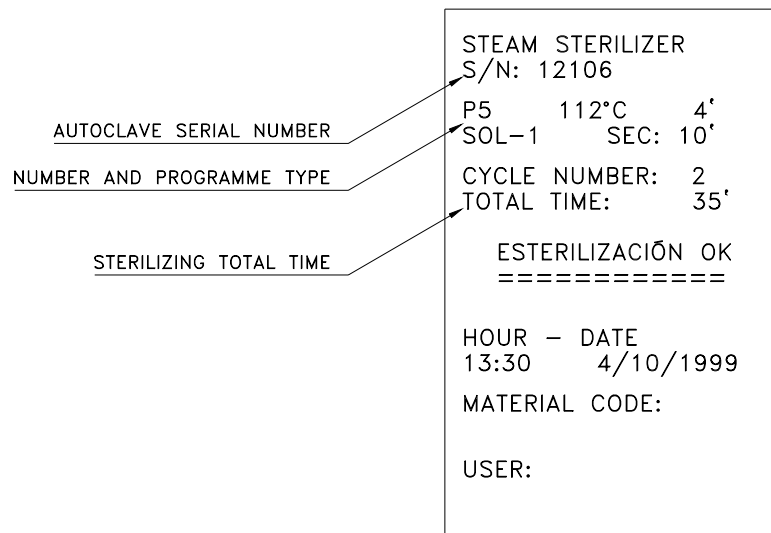 STEAM STERILIZER
S/N: 12106
P5 112°C 4'
SOL-1 SEC: 10'
AUTOCLAVE SERIAL NUMBER
NUMBER AND PROGRAMME TYPE
CYCLE NUMBER: 2
TOTAL TIME: 35'
STERILIZING TOTAL TIME
ESTERILIZACIÓN OK
============
HOUR - DATE
13:30 4/10/1999
MATERIAL CODE:
USER: